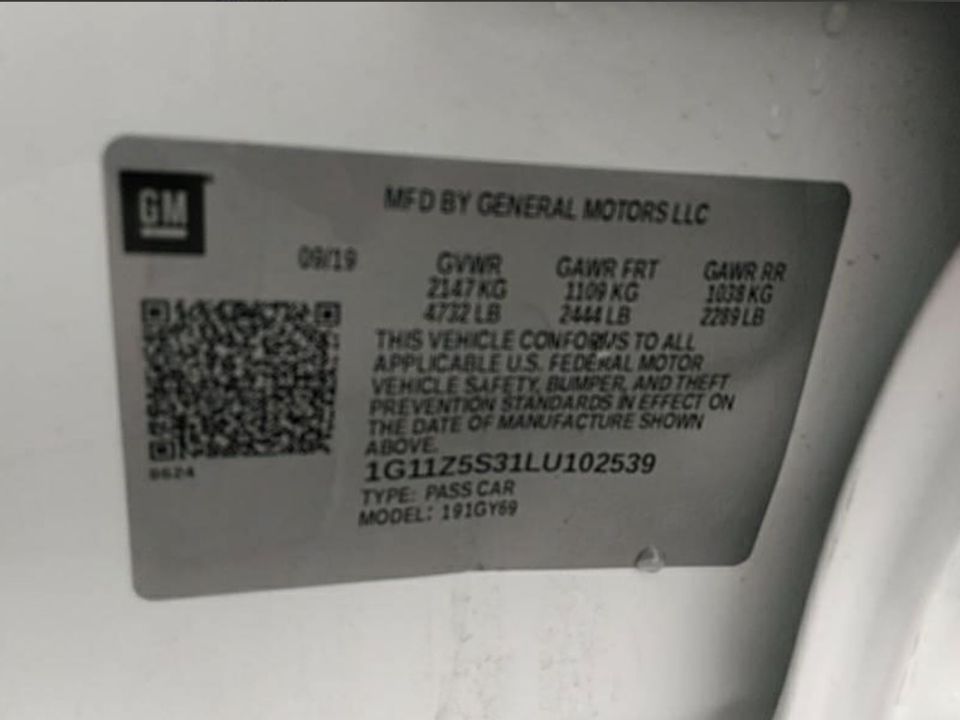 GM
MFD BY GENERAL MOTORS LLC
09/19 GVWR GAWR FRT GAWR RR
2147 KG 1109 KG 1038 KG
4732 LB 2444 LB 2289 LB
THIS VEHICLE CONFORMS TO ALL
APPLICABLE U.S. FEDERAL MOTOR
VEHICLE SAFETY, BUMPER, AND THEFT
PREVENTION STANDARDS IN EFFECT ON
THE DATE OF MANUFACTURE SHOWN
ABOVE.
1G11Z5S31LU102539
TYPE: PASS CAR
MODEL: 191GY69
8624